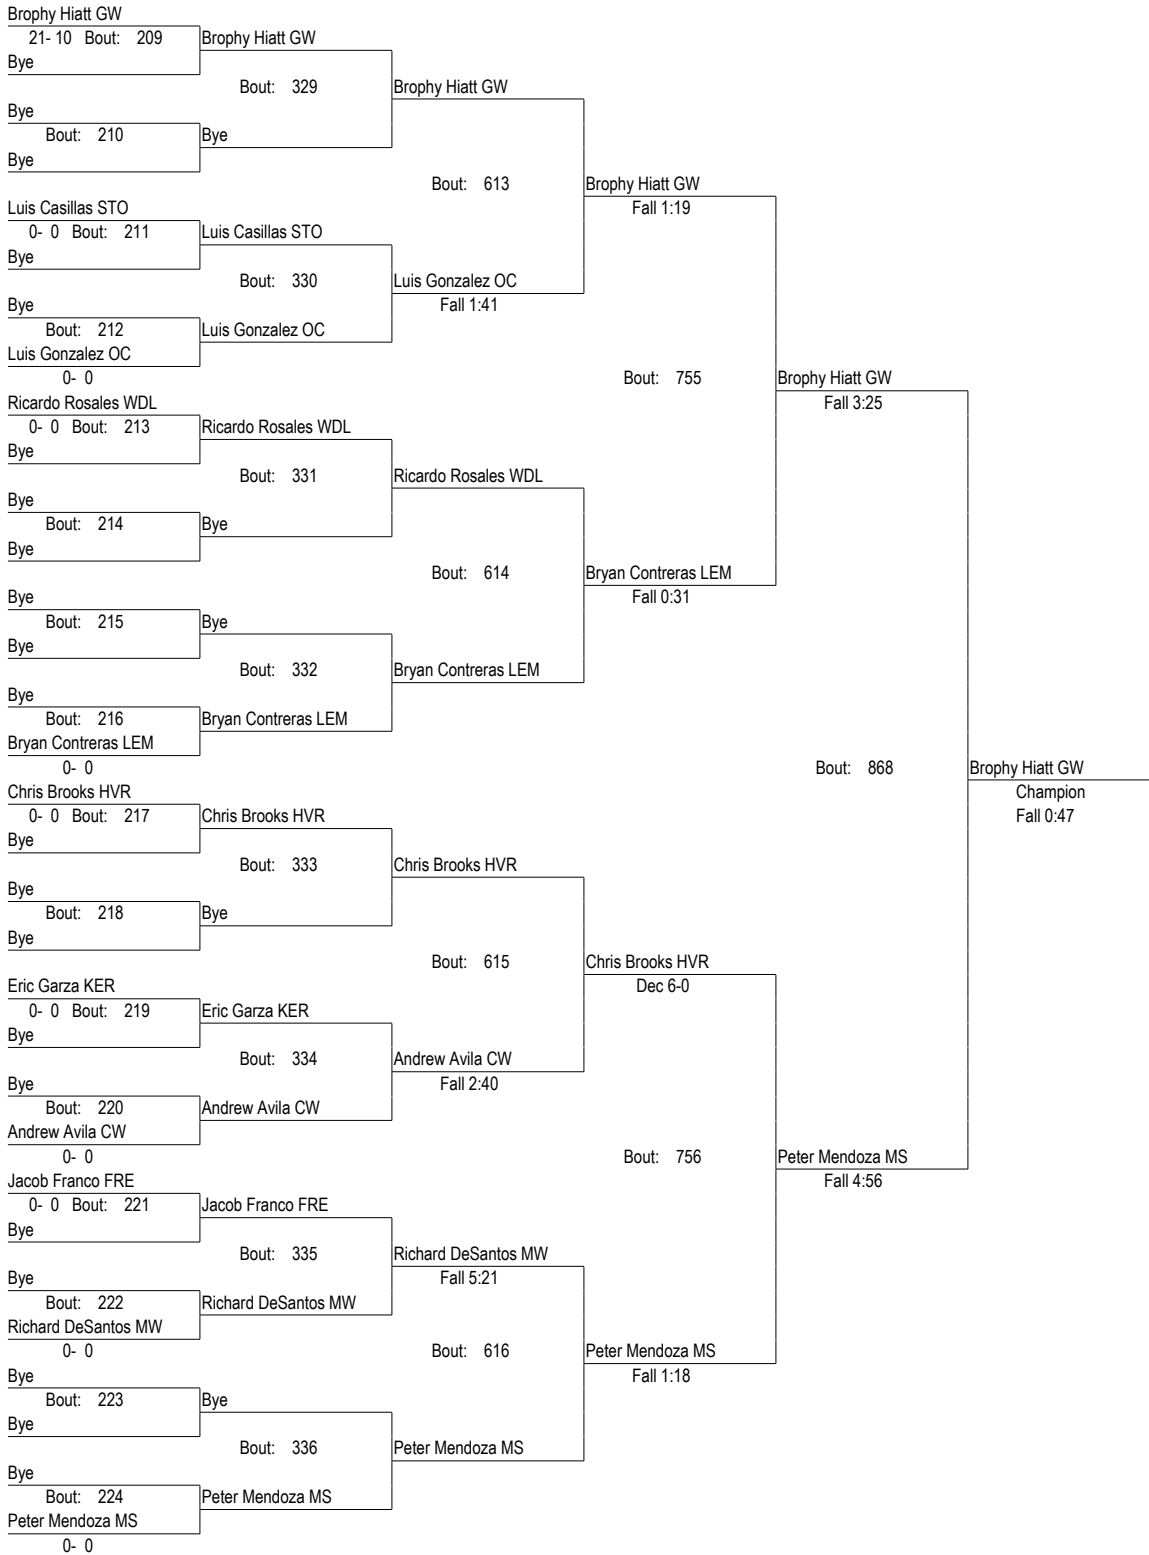 Brophy Hiatt GW
21- 10 Bout: 209 Brophy Hiatt GW
Bye
Bout: 329 Brophy Hiatt GW
Bye
Bout: 210 Bye
Bye
Bout: 613 Brophy Hiatt GW
Luis Casillas STO Fall 1:19
0- 0 Bout: 211 Luis Casillas STO
Bye
Bout: 330 Luis Gonzalez OC
Bye Fall 1:41
Bout: 212 Luis Gonzalez OC
Luis Gonzalez OC
0- 0 Bout: 755 Brophy Hiatt GW
Ricardo Rosales WDL Fall 3:25
0- 0 Bout: 213 Ricardo Rosales WDL
Bye
Bout: 331 Ricardo Rosales WDL
Bye
Bout: 214 Bye
Bye
Bout: 614 Bryan Contreras LEM
Bye Fall 0:31
Bout: 215 Bye
Bye
Bout: 332 Bryan Contreras LEM
Bye
Bout: 216 Bryan Contreras LEM
Bryan Contreras LEM
0- 0 Bout: 868 Brophy Hiatt GW
Chris Brooks HVR Champion
0- 0 Bout: 217 Chris Brooks HVR Fall 0:47
Bye
Bout: 333 Chris Brooks HVR
Bye
Bout: 218 Bye
Bye
Bout: 615 Chris Brooks HVR
Eric Garza KER Dec 6-0
0- 0 Bout: 219 Eric Garza KER
Bye
Bout: 334 Andrew Avila CW
Bye Fall 2:40
Bout: 220 Andrew Avila CW
Andrew Avila CW
0- 0 Bout: 756 Peter Mendoza MS
Jacob Franco FRE Fall 4:56
0- 0 Bout: 221 Jacob Franco FRE
Bye
Bout: 335 Richard DeSantos MW
Bye Fall 5:21
Bout: 222 Richard DeSantos MW
Richard DeSantos MW
0- 0 Bout: 616 Peter Mendoza MS
Bye Fall 1:18
Bout: 223 Bye
Bye
Bout: 336 Peter Mendoza MS
Bye
Bout: 224 Peter Mendoza MS
Peter Mendoza MS
0- 0